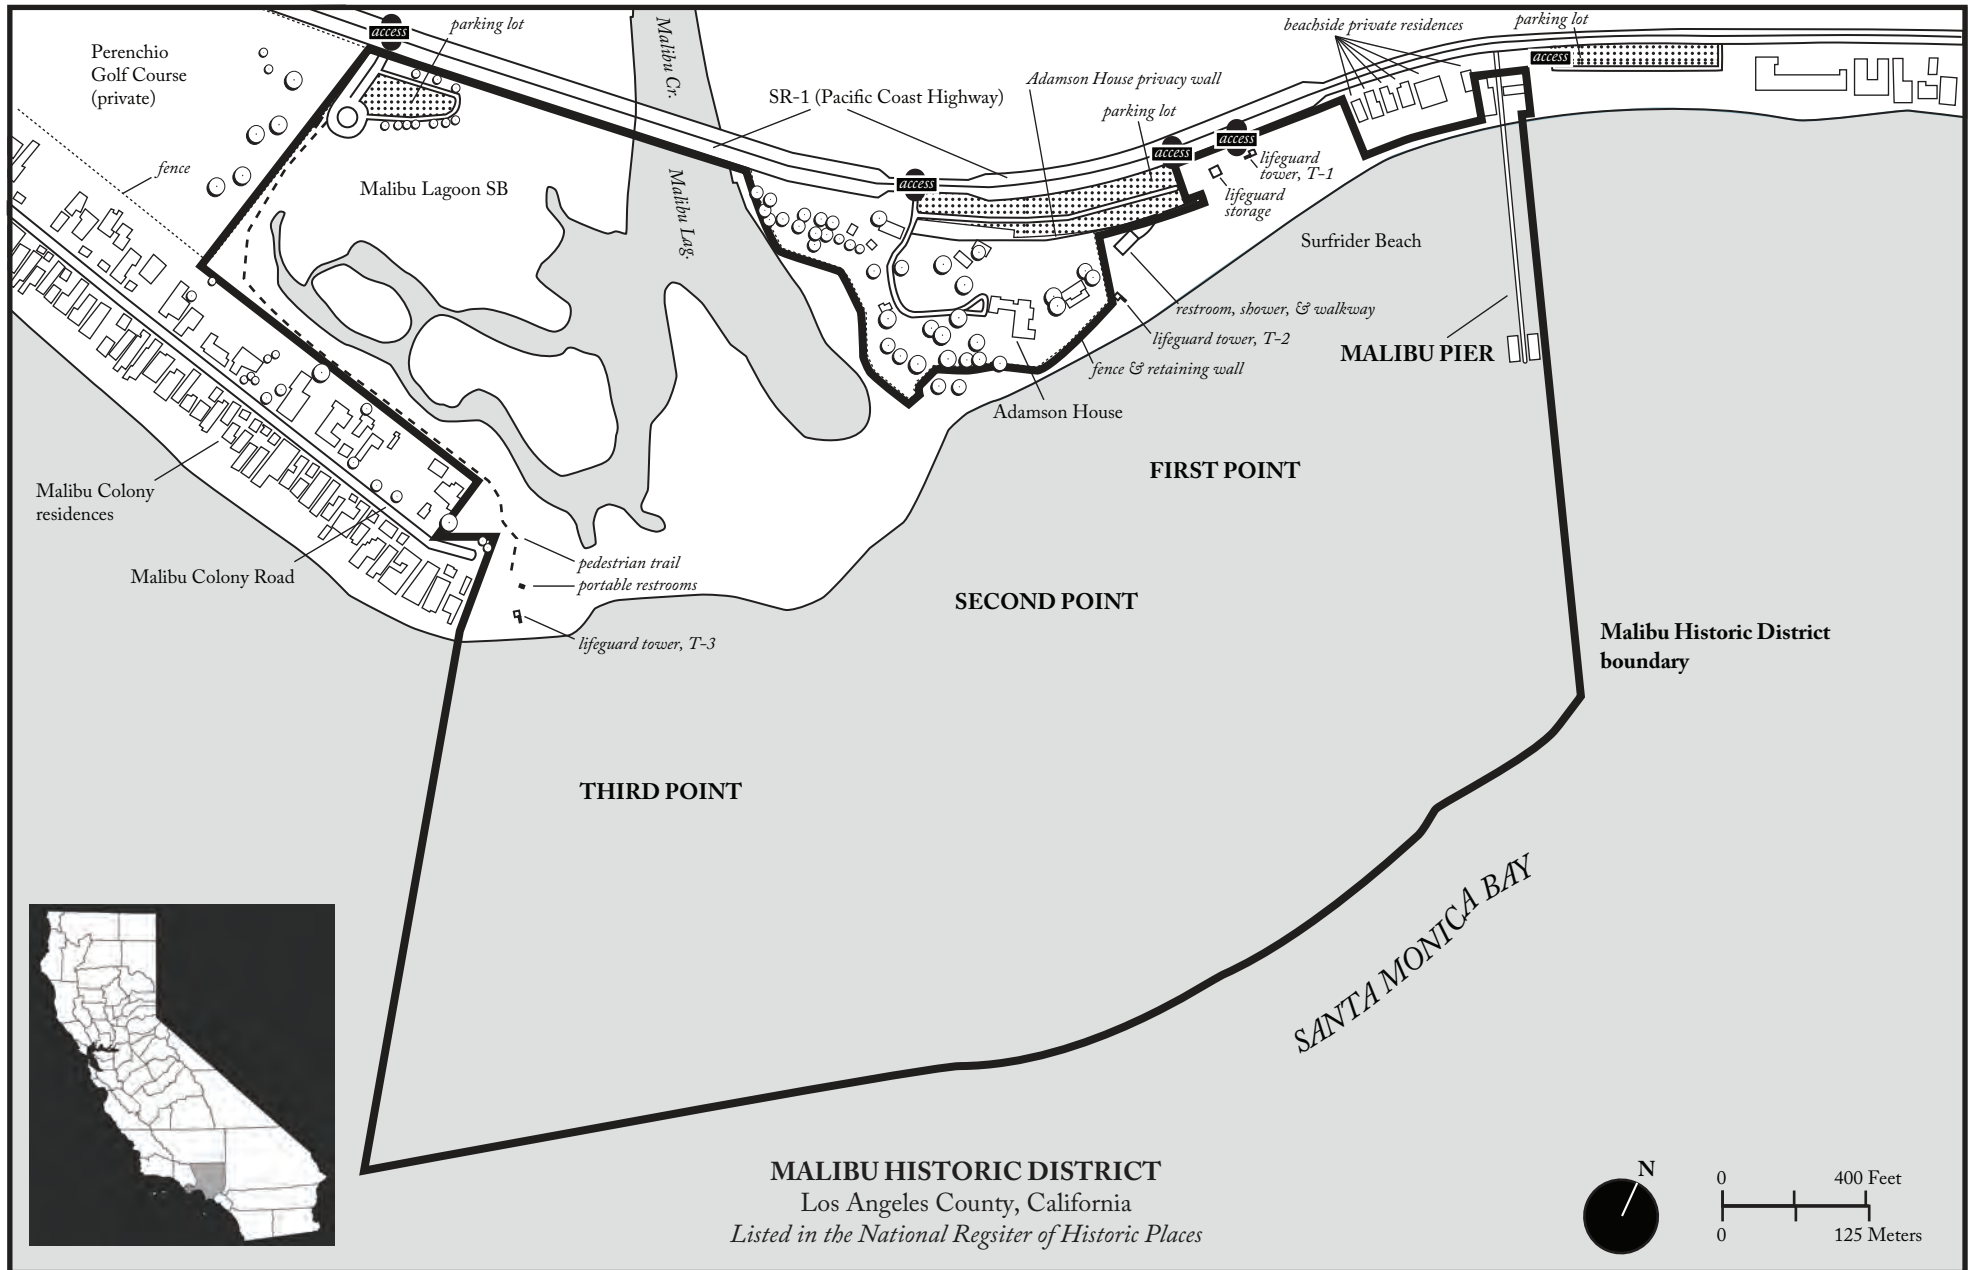 parking lot
access
Perenchio
Golf Course
(private)
fence
Malibu Lagoon SB
Malibu Cr.
Malibu Lag.
SR-1 (Pacific Coast Highway)
access
Adamson House privacy wall
parking lot
access
access
beachside private residences
parking lot
access
lifeguard
tower, T-1
lifeguard
storage
Surfrider Beach
restroom, shower, & walkway
lifeguard tower, T-2
fence & retaining wall
Adamson House
MALIBU PIER
FIRST POINT
SECOND POINT
THIRD POINT
Malibu Colony
residences
Malibu Colony Road
pedestrian trail
portable restrooms
lifeguard tower, T-3
Malibu Historic District
boundary
SANTA MONICA BAY
MALIBU HISTORIC DISTRICT
Los Angeles County, California
Listed in the National Regsiter of Historic Places
N
0 400 Feet
0 125 Meters